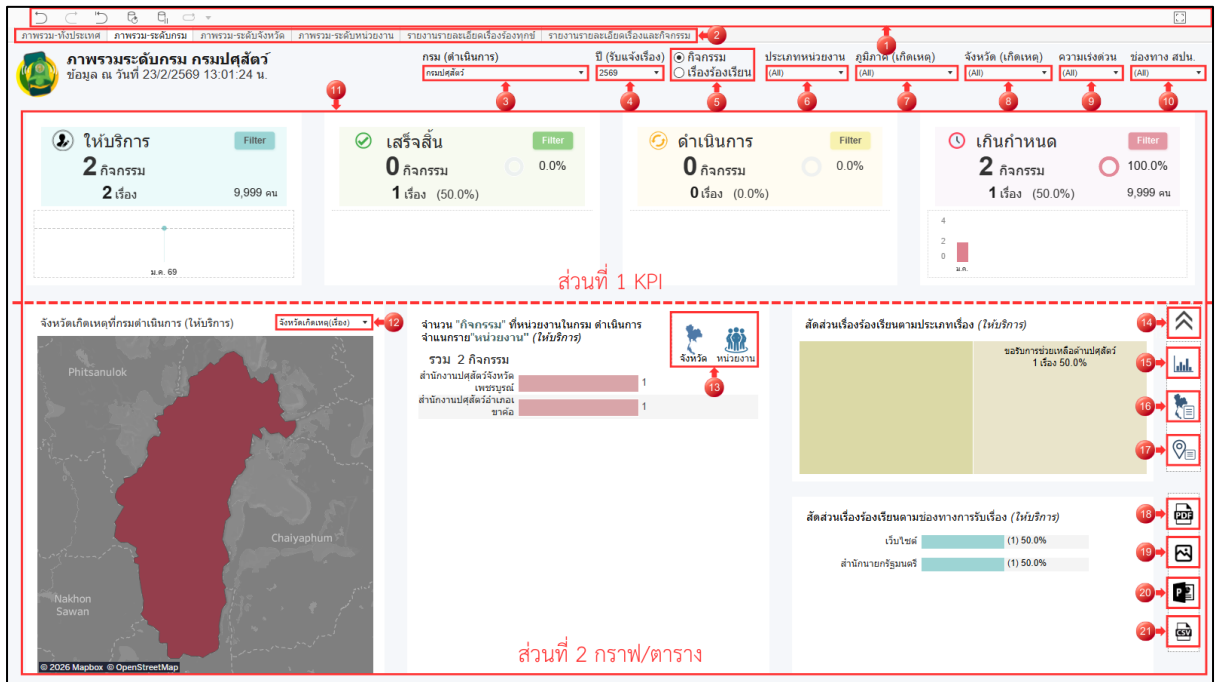 ภาพรวม-ทั้งประเทศ ภาพรวม-ระดับกรม ภาพรวม-ระดับจังหวัด ภาพรวม-ระดับหน่วยงาน รายงานรายละเอียดเรื่องร้องทุกข์ รายงานรายละเอียดเรื่องและกิจกรรม 2
1
ภาพรวมระดับกรม กรมปศุสัตว์
ข้อมูล ณ วันที่ 23/2/2569 13:01:24 น.
กรม (ดำเนินการ) ปี (รับแจ้งเรื่อง) กิจกรรม ประเภทหน่วยงาน ภูมิภาค (เกิดเหตุ) จังหวัด (เกิดเหตุ) ความเร่งด่วน ช่องทาง สปน.
กรมปศุสัตว์ 2569 เรื่องร้องเรียน (All) (All) (All) (All) (All)
11 3 4 5 6 7 8 9 10
ให้บริการ Filter เสร็จสิ้น Filter ดำเนินการ Filter เกินกำหนด Filter
2 กิจกรรม 0 กิจกรรม 0.0% 0 กิจกรรม 0.0% 2 กิจกรรม 100.0%
2 เรื่อง 9,999 คน 1 เรื่อง (50.0%) 0 เรื่อง (0.0%) 1 เรื่อง (50.0%) 9,999 คน
4
2
0
ม.ค. 69 ม.ค.
ส่วนที่ 1 KPI
จังหวัดเกิดเหตุที่กรมดำเนินการ (ให้บริการ) จังหวัดเกิดเหตุ(เรื่อง) 12
Phitsanulok
Chaiyaphum
Nakhon
Sawan
© 2026 Mapbox © OpenStreetMap
จำนวน "กิจกรรม" ที่หน่วยงานในกรม ดำเนินการ
จำแนกราย"หน่วยงาน" (ให้บริการ)
จังหวัด หน่วยงาน
13
รวม 2 กิจกรรม
สำนักงานปศุสัตว์จังหวัด
เพชรบูรณ์ 1
สำนักงานปศุสัตว์อำเภอเ
ขาค้อ 1
สัดส่วนเรื่องร้องเรียนตามประเภทเรื่อง (ให้บริการ)
ขอรับการช่วยเหลือด้านปศุสัตว์
1 เรื่อง 50.0%
สัดส่วนเรื่องร้องเรียนตามช่องทางการรับเรื่อง (ให้บริการ)
เว็บไซต์ (1) 50.0%
สำนักนายกรัฐมนตรี (1) 50.0%
14
15
16
17
18 PDF
19
20 P
21 CSV
ส่วนที่ 2 กราฟ/ตาราง